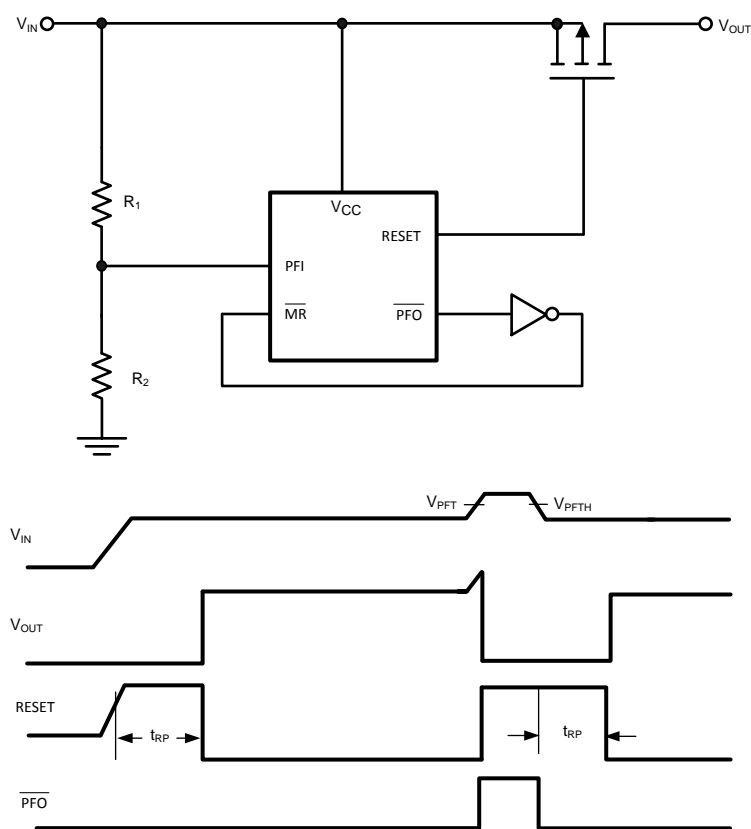 VIN
VOUT
R1
VCC
RESET
PFI
MR
PFO
R2
VPFT
VPFTH
VIN
VOUT
RESET
tRP
tRP
PFO